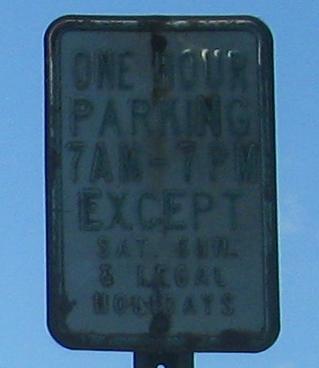 ONE HOUR
PARKING
7AM-7PM
EXCEPT
SAT. SUN.
& LEGAL
HOLIDAYS